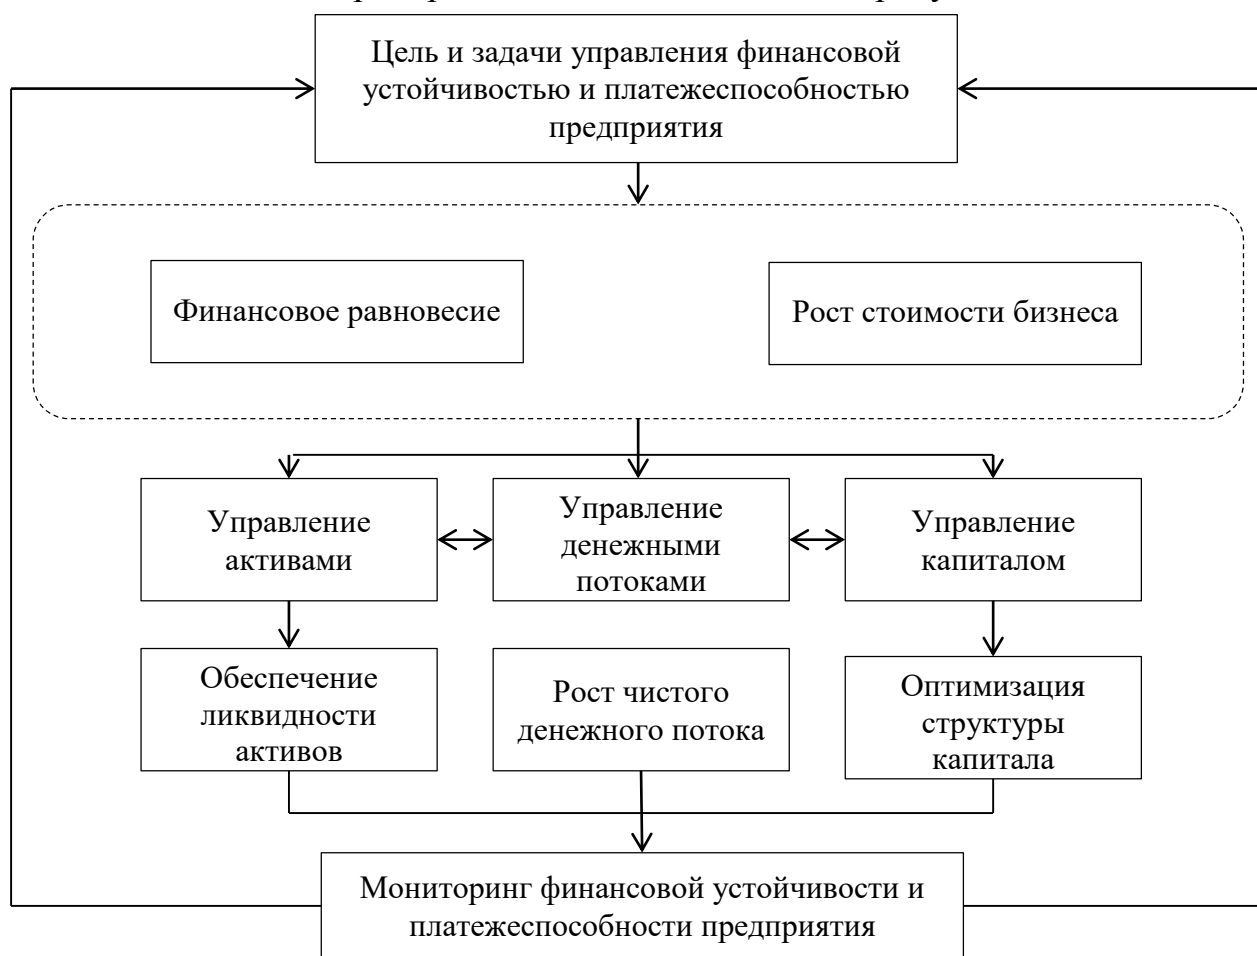 Цель и задачи управления финансовой
устойчивостью и платежеспособностью
предприятия
Финансовое равновесие
Рост стоимости бизнеса
Управление
активами
Управление
денежными
потоками
Управление
капиталом
Обеспечение
ликвидности
активов
Рост чистого
денежного потока
Оптимизация
структуры
капитала
Мониторинг финансовой устойчивости и
платежеспособности предприятия